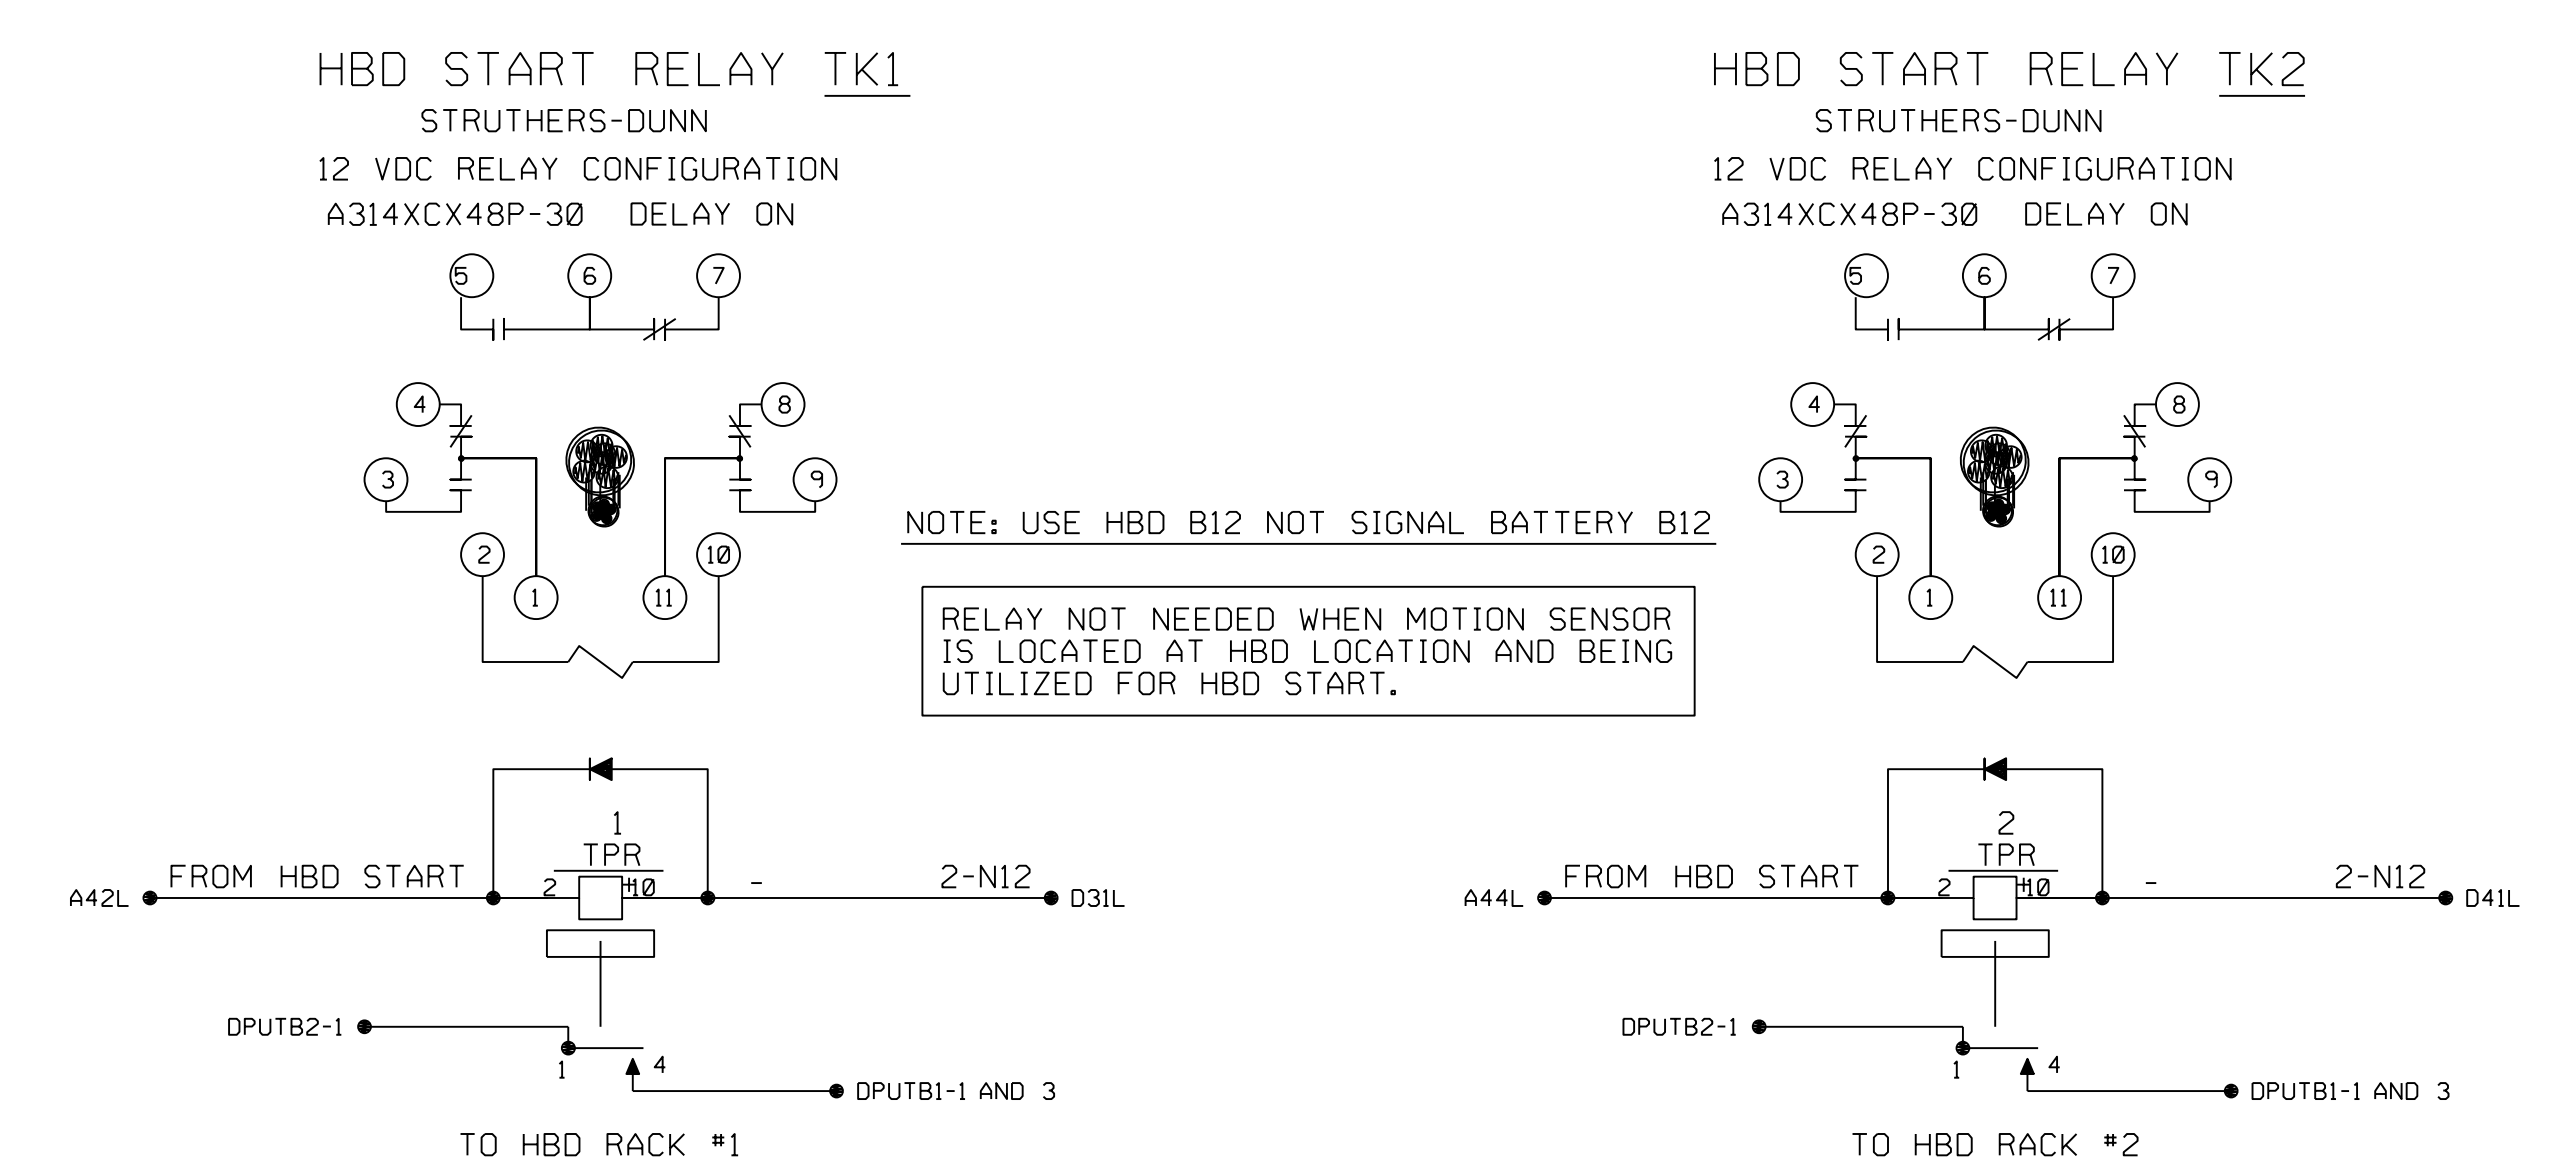 HBD START RELAY TK1
STRUTHERS-DUNN
12 VDC RELAY CONFIGURATION
A314XCX48P-30 DELAY ON
5 6 7
4 8
3 9
2 10
1 11
HBD START RELAY TK2
STRUTHERS-DUNN
12 VDC RELAY CONFIGURATION
A314XCX48P-30 DELAY ON
5 6 7
4 8
3 9
2 10
1 11
NOTE: USE HBD B12 NOT SIGNAL BATTERY B12
RELAY NOT NEEDED WHEN MOTION SENSOR
IS LOCATED AT HBD LOCATION AND BEING
UTILIZED FOR HBD START.
1
TPR
A42L FROM HBD START 2 +10 - 2-N12 D31L
DPUTB2-1
1 4
DPUTB1-1 AND 3
TO HBD RACK #1
2
TPR
A44L FROM HBD START 2 +10 - 2-N12 D41L
DPUTB2-1
1 4
DPUTB1-1 AND 3
TO HBD RACK #2